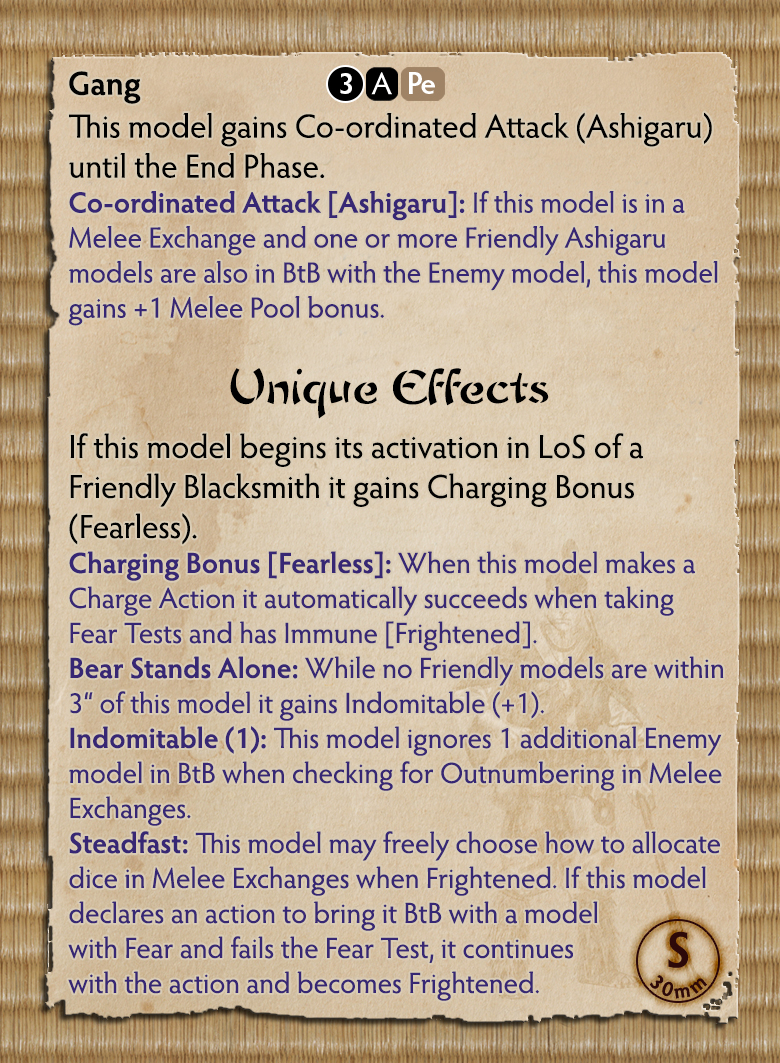 Gang 3 A Pe
This model gains Co-ordinated Attack (Ashigaru)
until the End Phase.
Co-ordinated Attack [Ashigaru]: If this model is in a
Melee Exchange and one or more Friendly Ashigaru
models are also in BtB with the Enemy model, this model
gains +1 Melee Pool bonus.
Unique Effects
If this model begins its activation in LoS of a
Friendly Blacksmith it gains Charging Bonus
(Fearless).
Charging Bonus [Fearless]: When this model makes a
Charge Action it automatically succeeds when taking
Fear Tests and has Immune [Frightened].
Bear Stands Alone: While no Friendly models are within
3" of this model it gains Indomitable (+1).
Indomitable (1): This model ignores 1 additional Enemy
model in BtB when checking for Outnumbering in Melee
Exchanges.
Steadfast: This model may freely choose how to allocate
dice in Melee Exchanges when Frightened. If this model
declares an action to bring it BtB with a model
with Fear and fails the Fear Test, it continues
with the action and becomes Frightened.
S
30mm